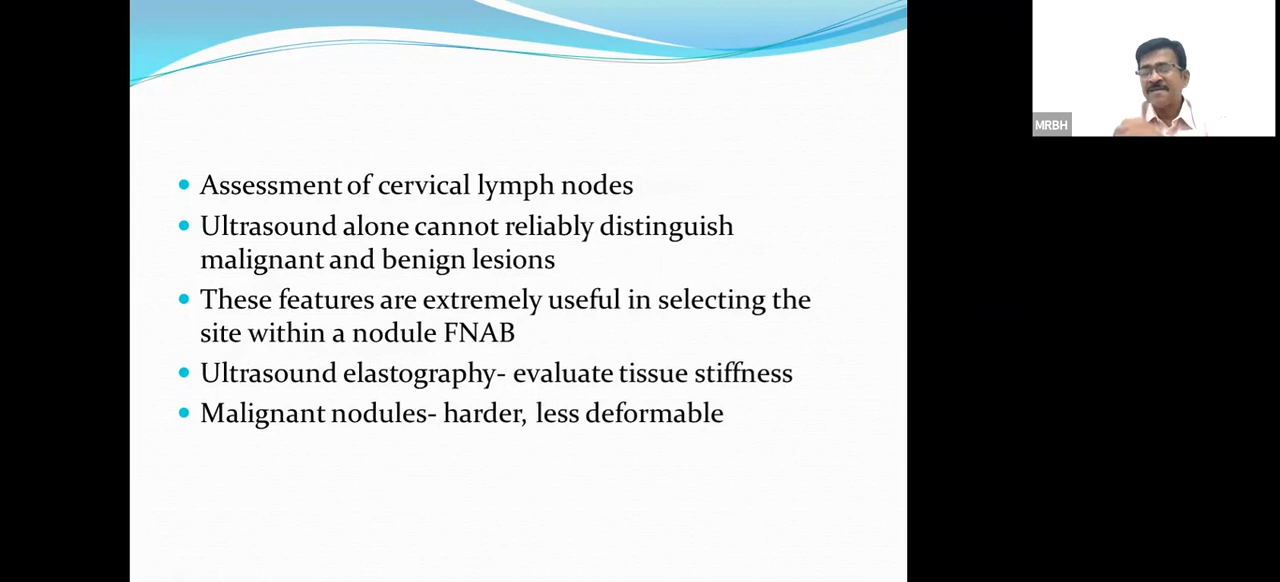 Assessment of cervical lymph nodes
Ultrasound alone cannot reliably distinguish
malignant and benign lesions
These features are extremely useful in selecting the
site within a nodule FNAB
Ultrasound elastography- evaluate tissue stiffness
Malignant nodules- harder, less deformable
MRBH